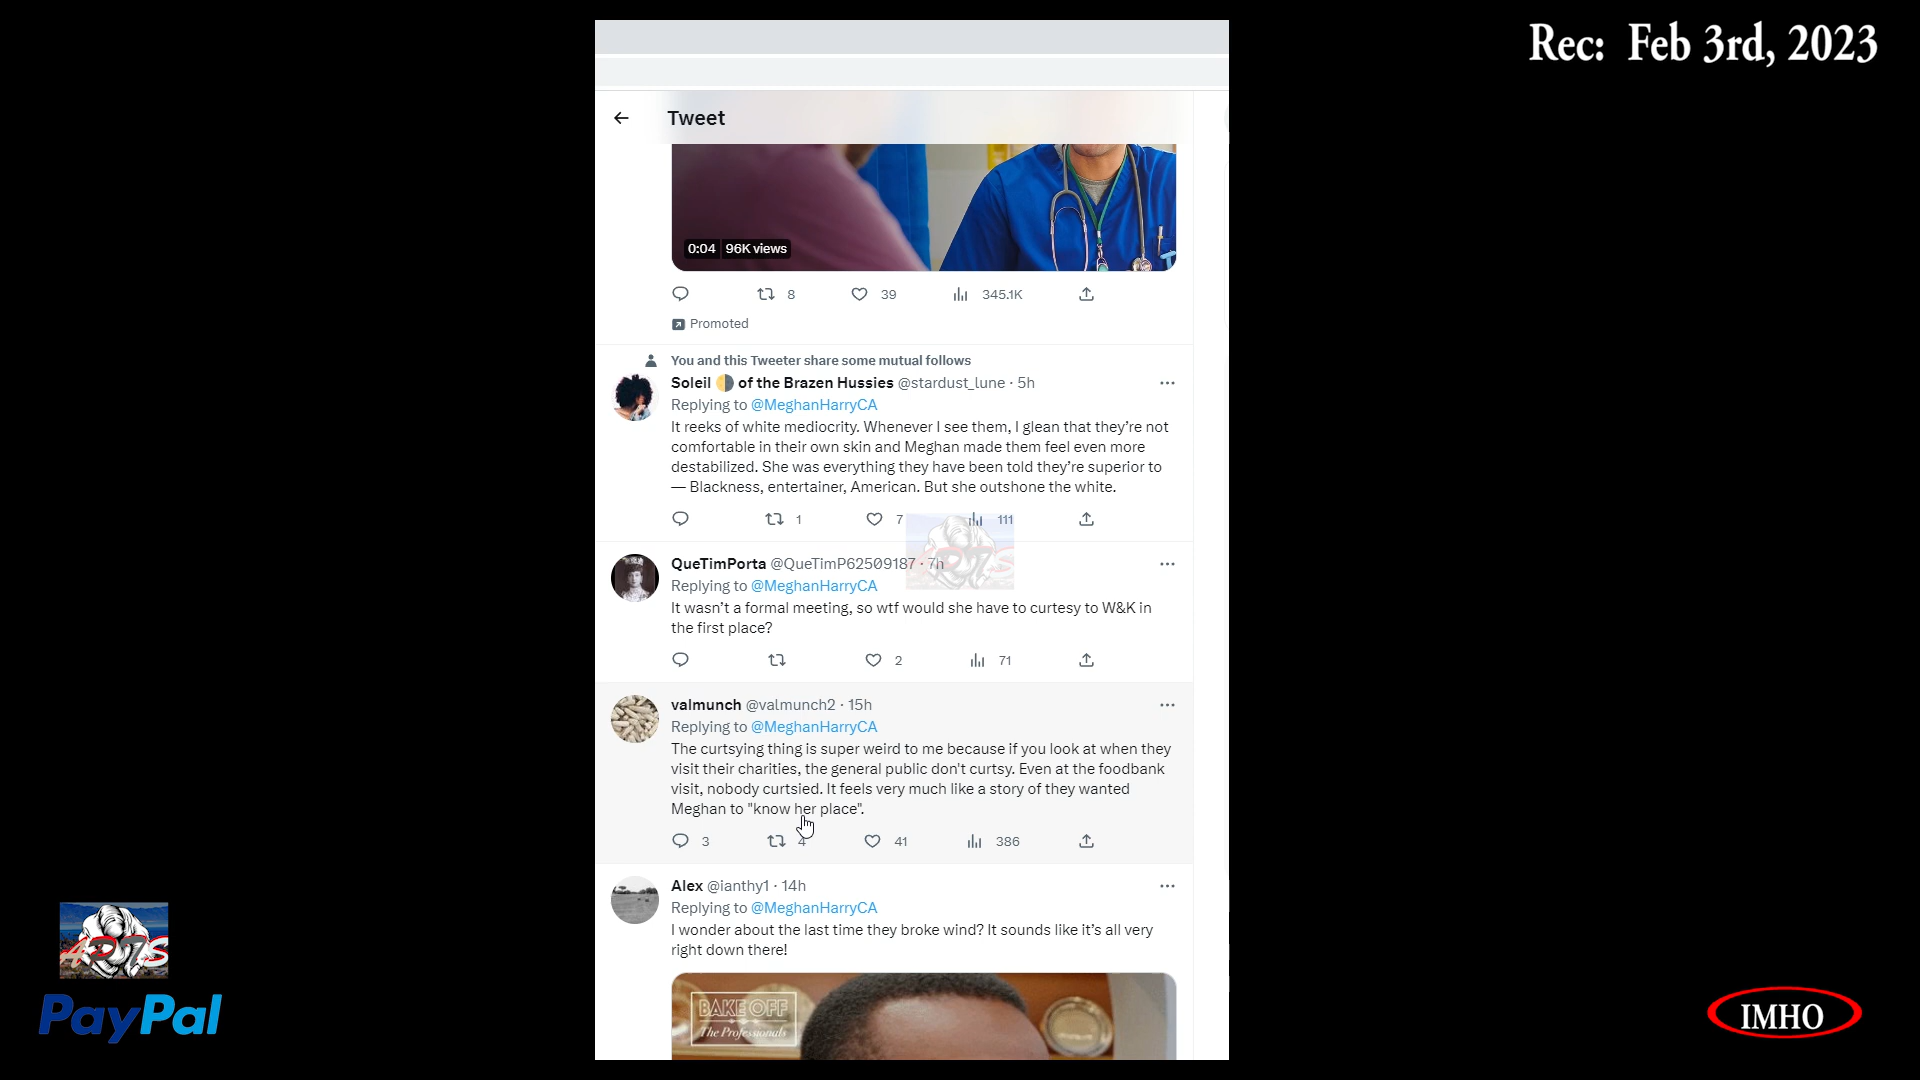 Rec: Feb 3rd, 2023
Tweet
0:04 96K views
8 39 345.1K
Promoted
You and this Tweeter share some mutual follows
Soleil of the Brazen Hussies @stardust_lune · 5h
Replying to @MeghanHarryCA
It reeks of white mediocrity. Whenever I see them, I glean that they’re not
comfortable in their own skin and Meghan made them feel even more
destabilized. She was everything they have been told they’re superior to
— Blackness, entertainer, American. But she outshone the white.
1 7 111
QueTimPorta @QueTimP62509187 · 7h
Replying to @MeghanHarryCA
It wasn’t a formal meeting, so wtf would she have to curtesy to W&K in
the first place?
2 71
valmunch @valmunch2 · 15h
Replying to @MeghanHarryCA
The curtsying thing is super weird to me because if you look at when they
visit their charities, the general public don't curtsy. Even at the foodbank
visit, nobody curtsied. It feels very much like a story of they wanted
Meghan to "know her place".
3 4 41 386
Alex @ianthy1 · 14h
Replying to @MeghanHarryCA
I wonder about the last time they broke wind? It sounds like it’s all very
right down there!
BAKE OFF
The Professionals
PayPal
IMHO